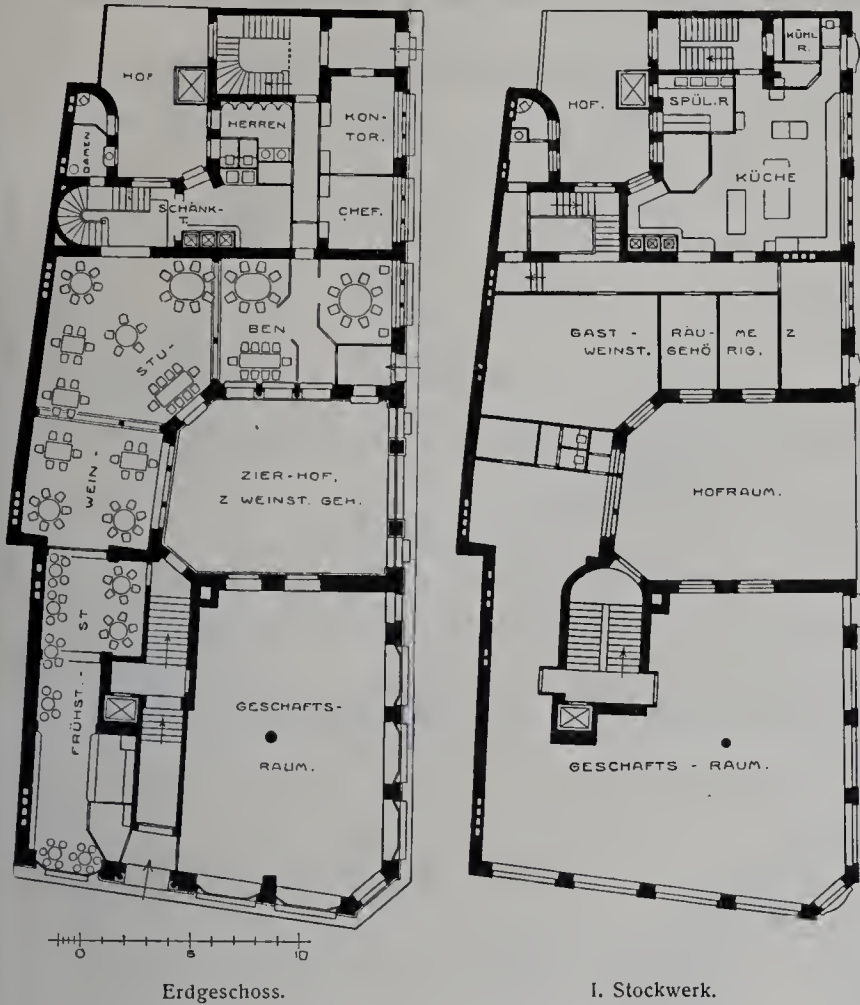 HOF
DAMEN
HERREN
KON-
TOR.
SCHÄNK-
T.
CHEF.
STU-
BEN
WEIN-
ZIER-HOF,
Z WEINST. GEH.
ST
FRÜHST.-
GESCHAFTS-
RAUM.
0 5 10
Erdgeschoss.
KÜHL
R.
HOF.
SPÜL.R
KÜCHE
GAST -
WEINST.
RÄU-
GEHÖ
ME
RIG.
Z
HOFRAUM.
GESCHAFTS - RAUM.
I. Stockwerk.